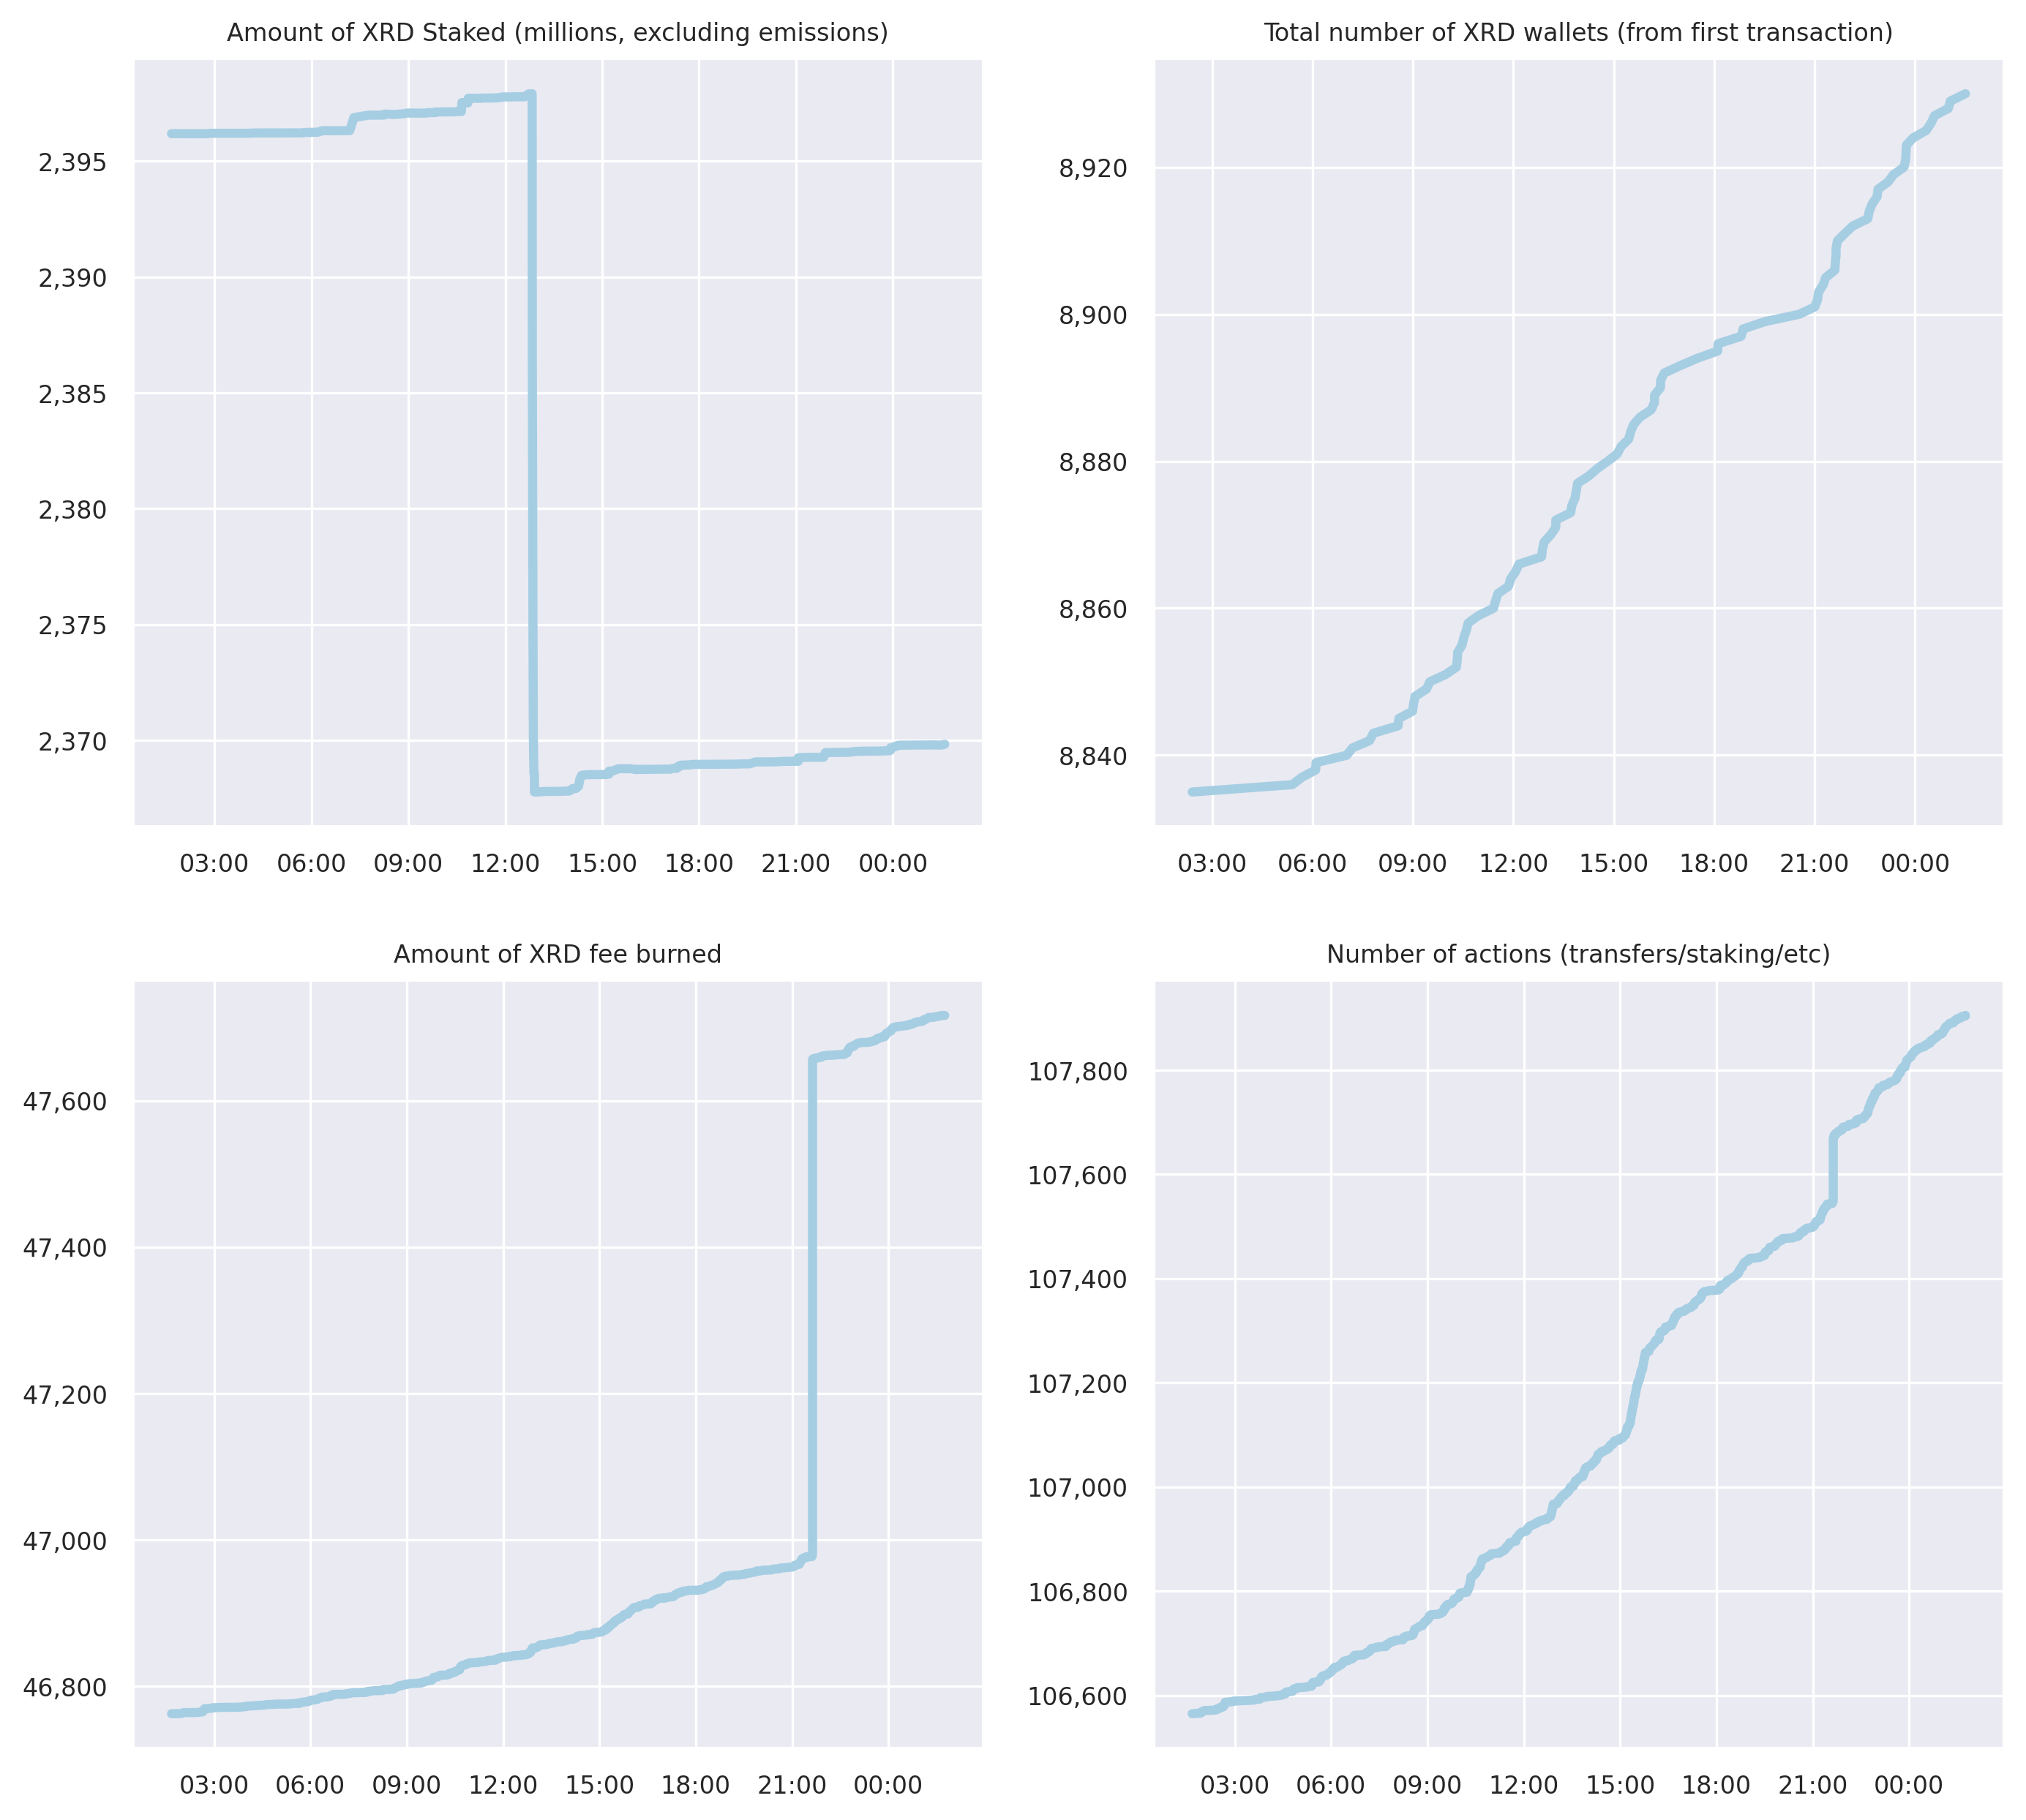 Amount of XRD Staked (millions, excluding emissions)
2,395
2,390
2,385
2,380
2,375
2,370
03:00 06:00 09:00 12:00 15:00 18:00 21:00 00:00
Total number of XRD wallets (from first transaction)
8,920
8,900
8,880
8,860
8,840
03:00 06:00 09:00 12:00 15:00 18:00 21:00 00:00
Amount of XRD fee burned
47,600
47,400
47,200
47,000
46,800
03:00 06:00 09:00 12:00 15:00 18:00 21:00 00:00
Number of actions (transfers/staking/etc)
107,800
107,600
107,400
107,200
107,000
106,800
106,600
03:00 06:00 09:00 12:00 15:00 18:00 21:00 00:00